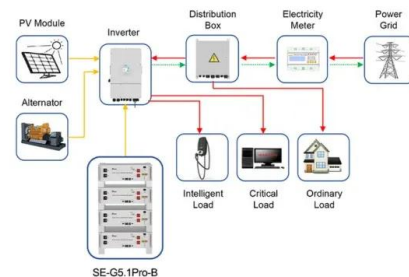 PV Module
Inverter
Distribution
Box
Electricity
Meter
Power
Grid
Alternator
Intelligent
Load
Critical
Load
Ordinary
Load
SE-G5.1Pro-B